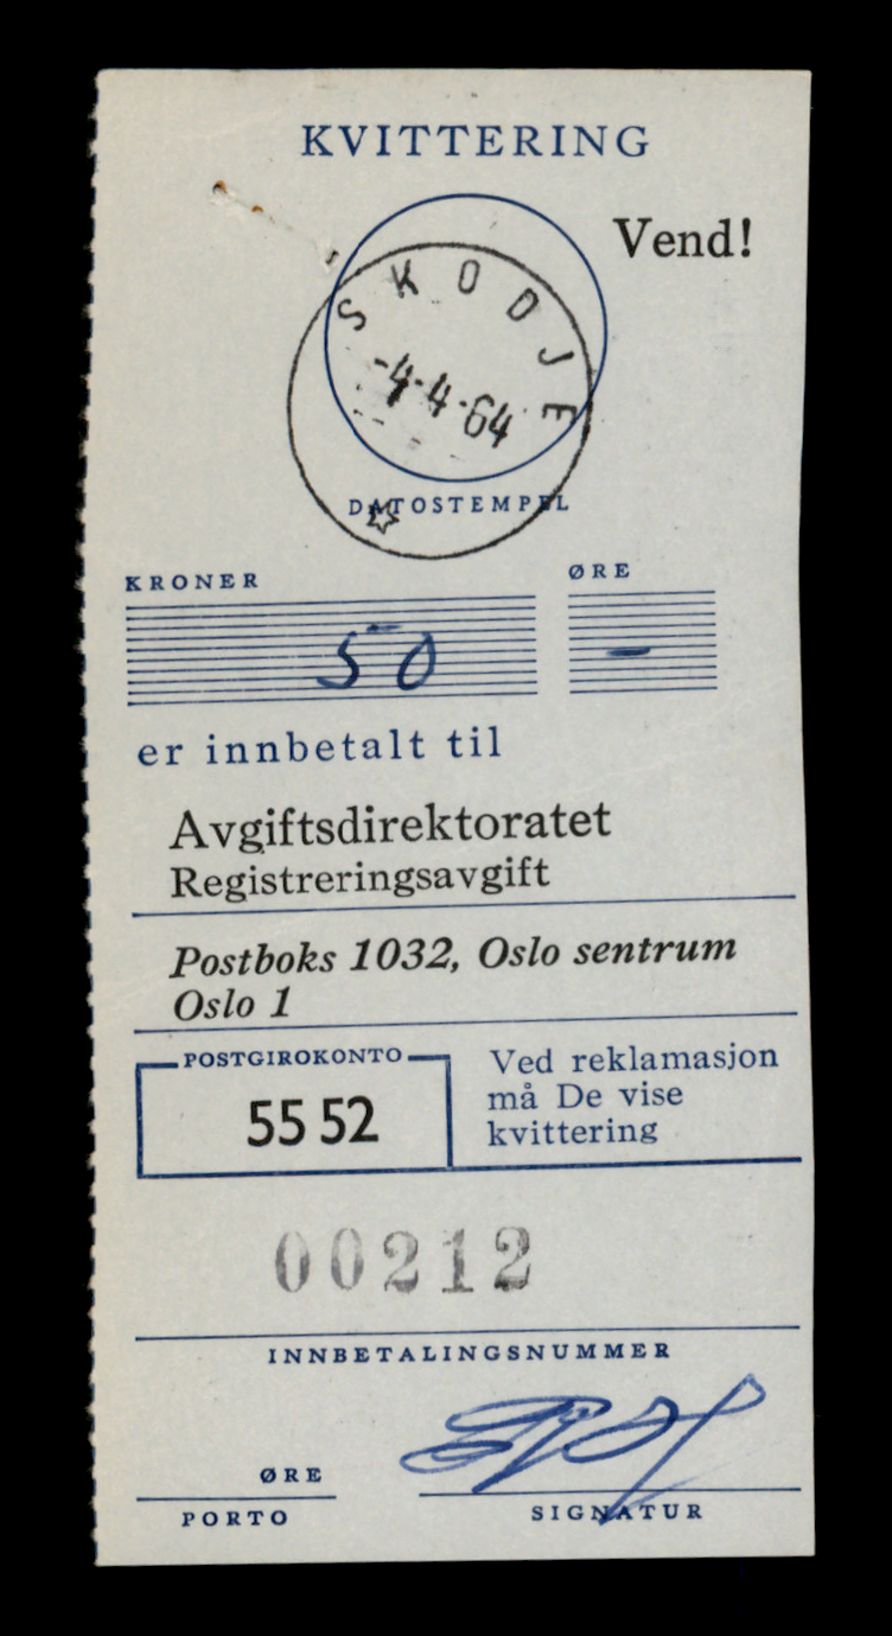 KVITTERING
Vend!
SKODJE
-4-4-64
DATOSTEMPEL
KRONER ØRE
50 -
er innbetalt til
Avgiftsdirektoratet
Registreringsavgift
Postboks 1032, Oslo sentrum
Oslo 1
POSTGIROKONTO
55 52
Ved reklamasjon
må De vise
kvittering
00212
INNBETALINGSNUMMER
ØRE
PORTO
SIGNATUR